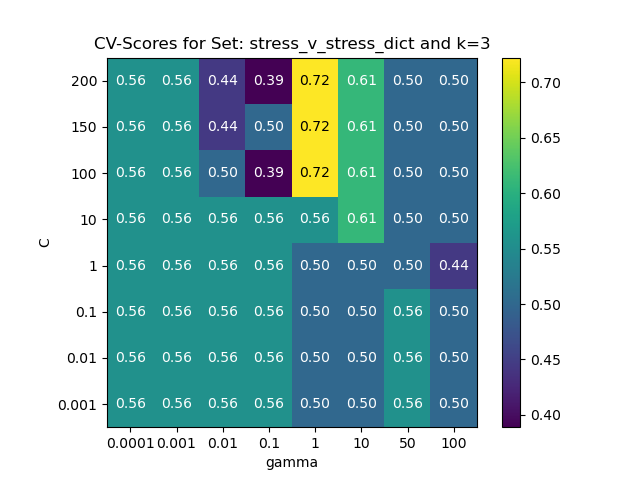 CV-Scores for Set: stress_v_stress_dict and k=3
200 0.56 0.56 0.44 0.39 0.72 0.61 0.50 0.50
150 0.56 0.56 0.44 0.50 0.72 0.61 0.50 0.50
100 0.56 0.56 0.50 0.39 0.72 0.61 0.50 0.50
10 0.56 0.56 0.56 0.56 0.56 0.61 0.50 0.50
C
1 0.56 0.56 0.56 0.56 0.50 0.50 0.50 0.44
0.1 0.56 0.56 0.56 0.56 0.50 0.50 0.56 0.50
0.01 0.56 0.56 0.56 0.56 0.50 0.50 0.56 0.50
0.001 0.56 0.56 0.56 0.56 0.50 0.50 0.56 0.50
0.0001 0.001 0.01 0.1 1 10 50 100
gamma
0.70
0.65
0.60
0.55
0.50
0.45
0.40